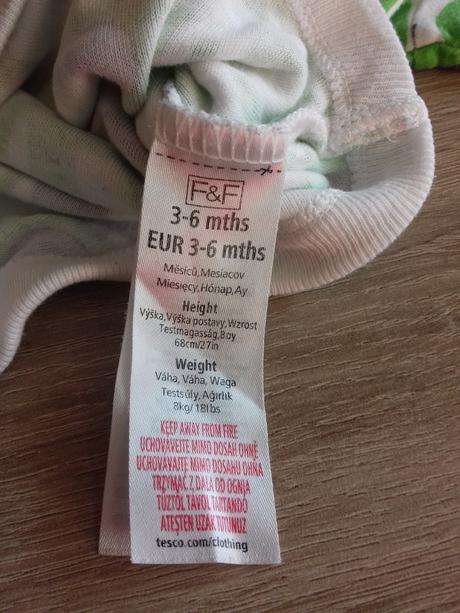 F&F
3-6 mths
EUR 3-6 mths
Měsíců,Mesiacov
Miesięcy,Hónap,Ay
Height
Výška,Výška postavy,Wzrost
Testmagasság,Boy
68cm/27in
Weight
Váha, Váha, Waga
Testsúly,Ağirlik
8kg/18lbs
KEEP AWAY FROM FIRE
UCHOVÁVEJTE MIMO DOSAH OHNĚ
UCHOVÁVAJTE MIMO DOSAHU OHŇA
TRZYMAĆ Z DALA OD OGNIA
TŰZTŐL TÁVOL TARTANDÓ
ATEŞTEN UZAK TUTUNUZ
tesco.com/clothing